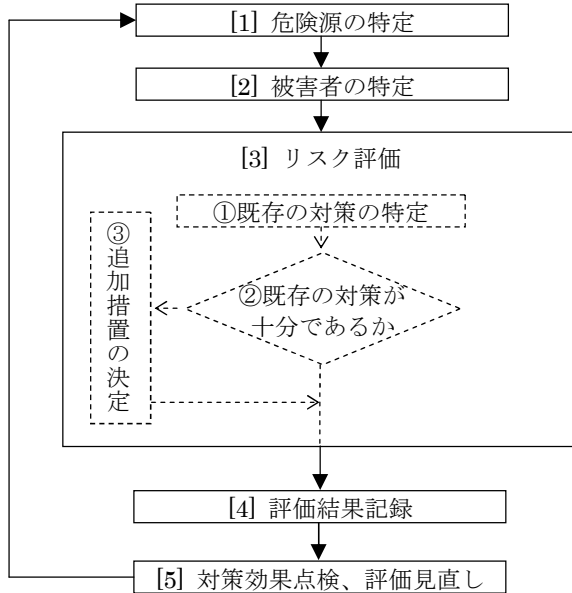 [1] 危険源の特定
[2] 被害者の特定
[3] リスク評価
①既存の対策の特定
②既存の対策が
十分であるか
③追加措置の決定
[4] 評価結果記録
[5] 対策効果点検、評価見直し